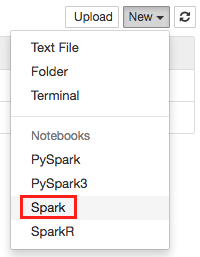 Upload New
Text File
Folder
Terminal
Notebooks
PySpark
PySpark3
Spark
SparkR